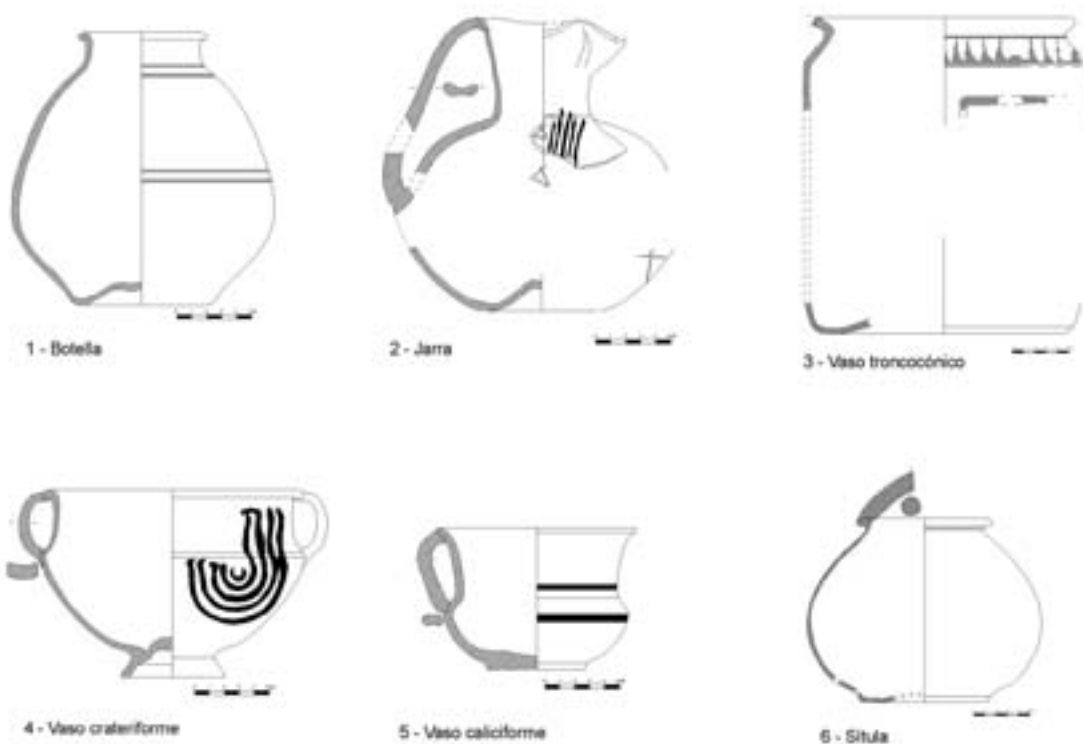 1 - Botella
2 - Jarra
3 - Vaso troncocónico
4 - Vaso crateriforme
5 - Vaso caliciforme
6 - Sítula